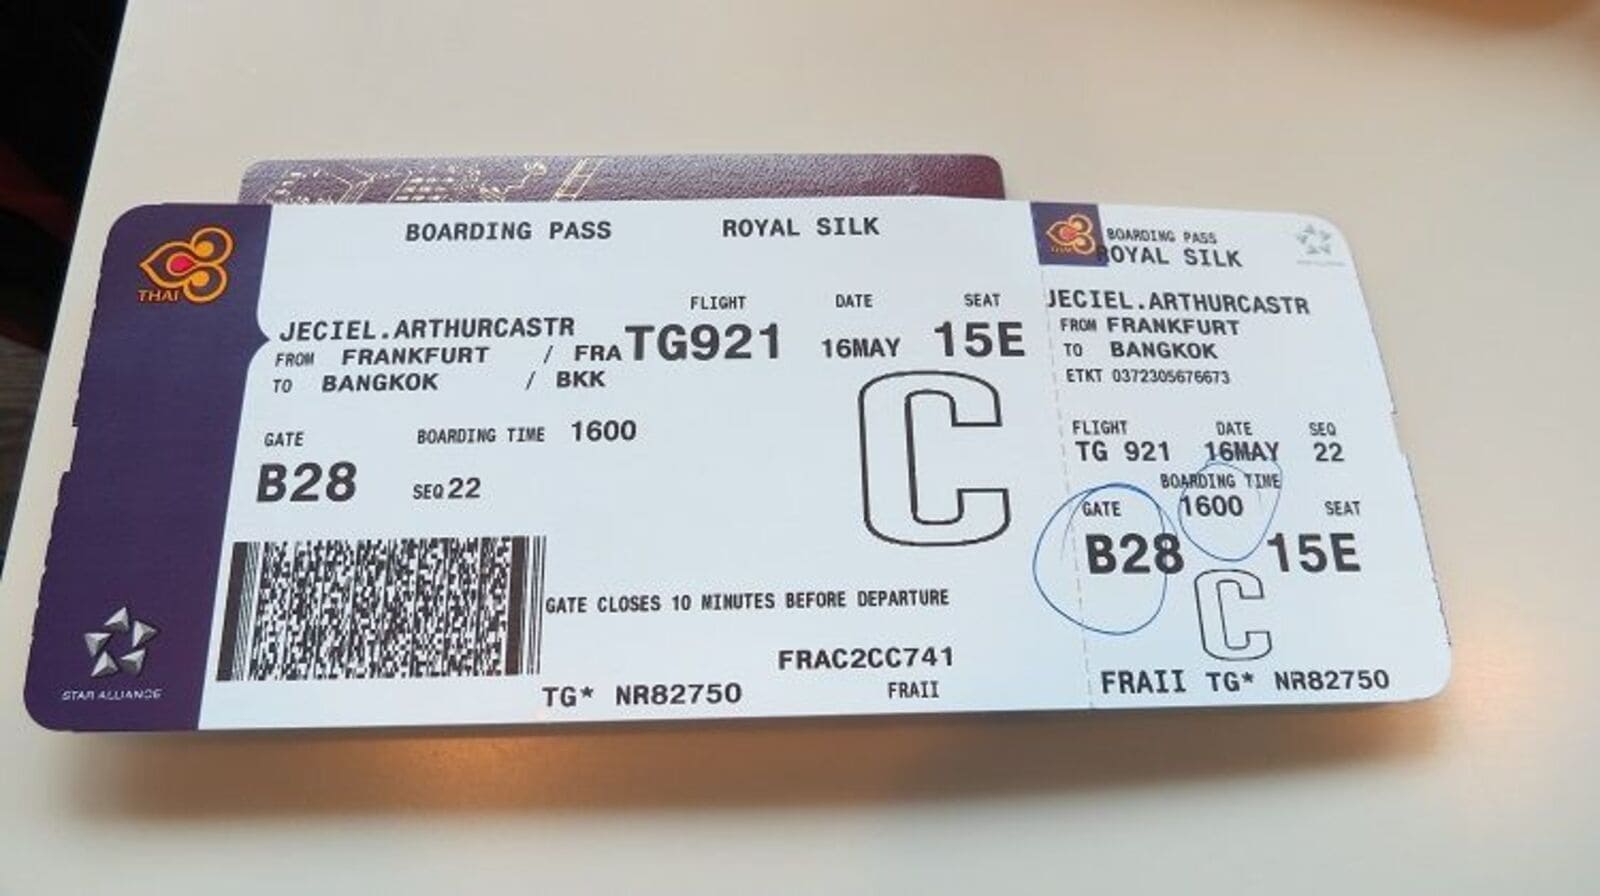 BOARDING PASS ROYAL SILK
THAI
FLIGHT DATE SEAT
JECIEL.ARTHURCASTR
TG921 16MAY 15E
FROM FRANKFURT / FRA
TO BANGKOK / BKK
C
GATE BOARDING TIME 1600
B28 SEQ 22
GATE CLOSES 10 MINUTES BEFORE DEPARTURE
FRAC2CC741
TG* NR82750 FRAII
STAR ALLIANCE
THAI
BOARDING PASS
ROYAL SILK
JECIEL.ARTHURCASTR
FROM FRANKFURT
TO BANGKOK
ETKT 0372305676673
FLIGHT DATE SEQ
TG 921 16MAY 22
BOARDING TIME
GATE 1600 SEAT
B28 15E
C
FRAII TG* NR82750